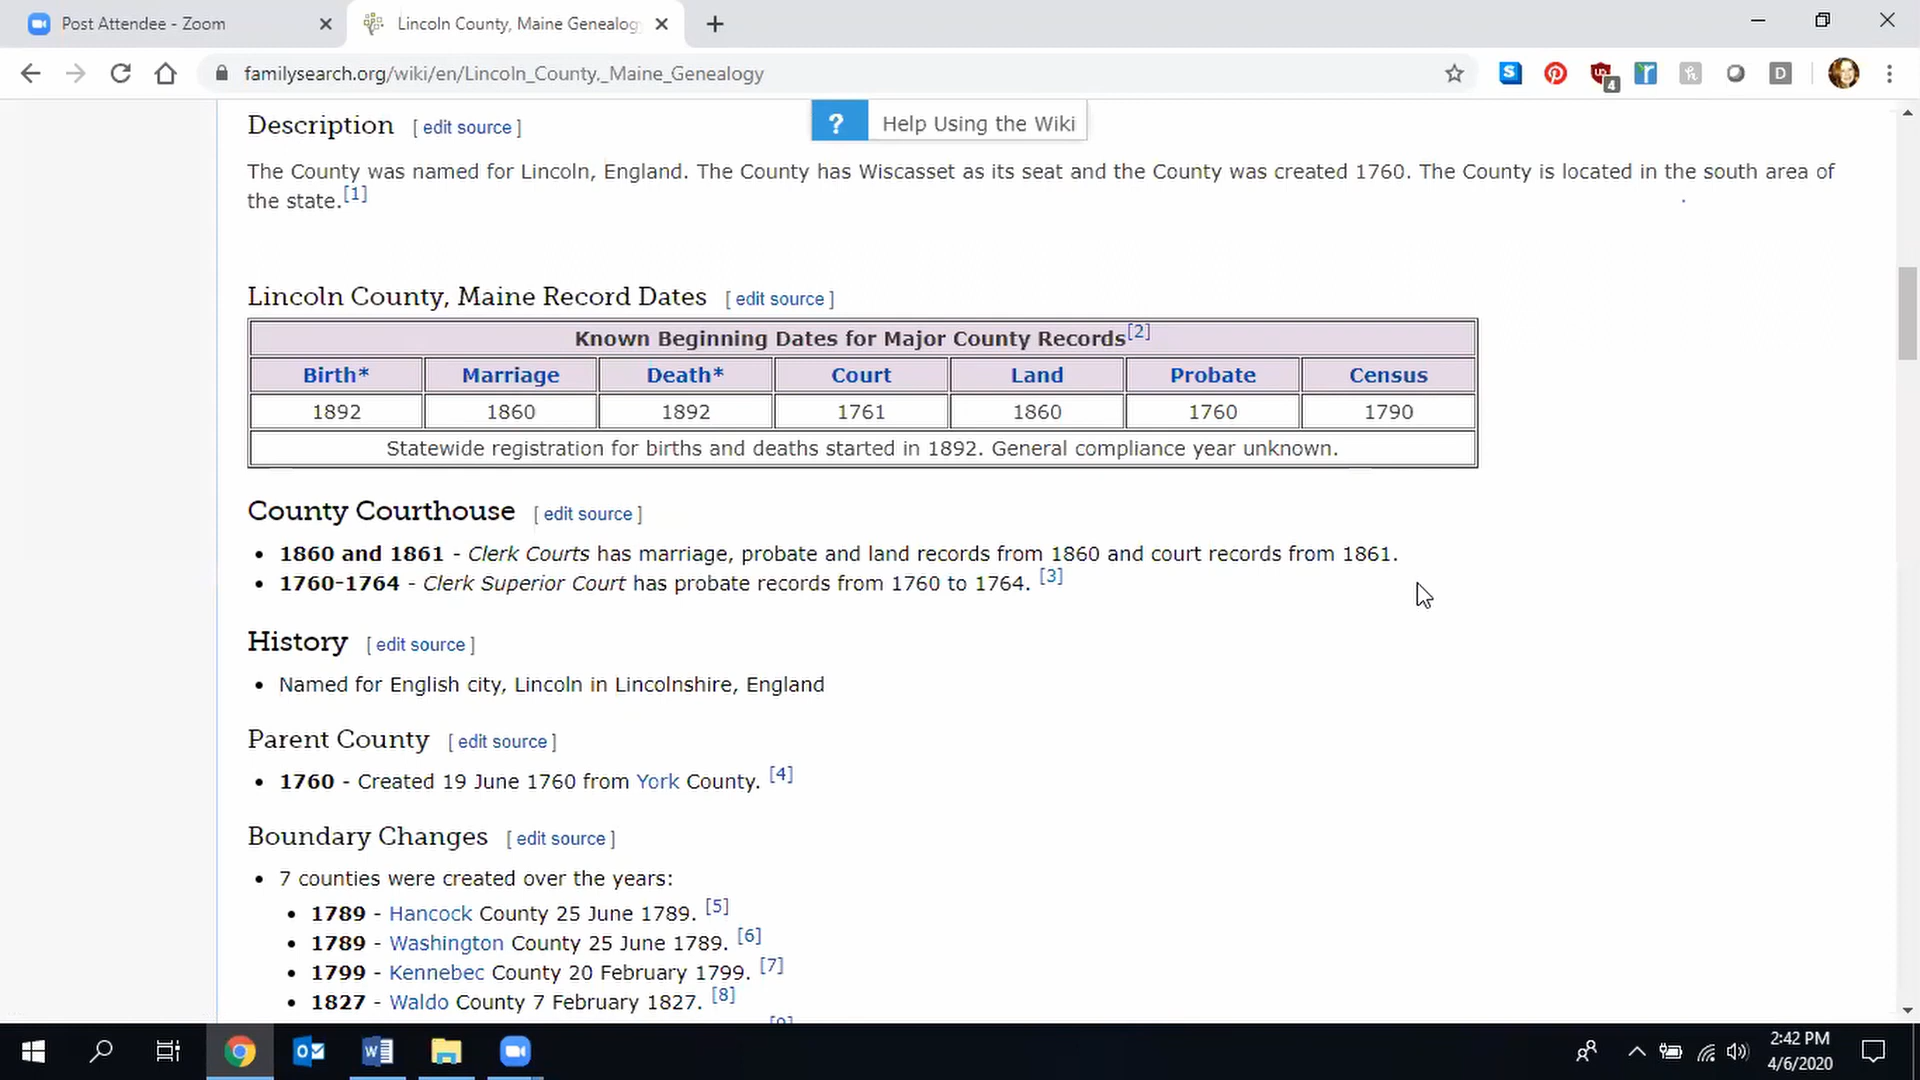 Post Attendee - Zoom
Lincoln County, Maine Genealog
familysearch.org/wiki/en/Lincoln_County,_Maine_Genealogy
4
Description [ edit source ]
? Help Using the Wiki
The County was named for Lincoln, England. The County has Wiscasset as its seat and the County was created 1760. The County is located in the south area of
the state.[1]
Lincoln County, Maine Record Dates [ edit source ]
Known Beginning Dates for Major County Records[2]
Birth* Marriage Death* Court Land Probate Census
1892 1860 1892 1761 1860 1760 1790
Statewide registration for births and deaths started in 1892. General compliance year unknown.
County Courthouse [ edit source ]
• 1860 and 1861 - Clerk Courts has marriage, probate and land records from 1860 and court records from 1861.
• 1760-1764 - Clerk Superior Court has probate records from 1760 to 1764. [3]
History [ edit source ]
• Named for English city, Lincoln in Lincolnshire, England
Parent County [ edit source ]
• 1760 - Created 19 June 1760 from York County. [4]
Boundary Changes [ edit source ]
• 7 counties were created over the years:
• 1789 - Hancock County 25 June 1789. [5]
• 1789 - Washington County 25 June 1789. [6]
• 1799 - Kennebec County 20 February 1799. [7]
• 1827 - Waldo County 7 February 1827. [8]
2:42 PM
4/6/2020